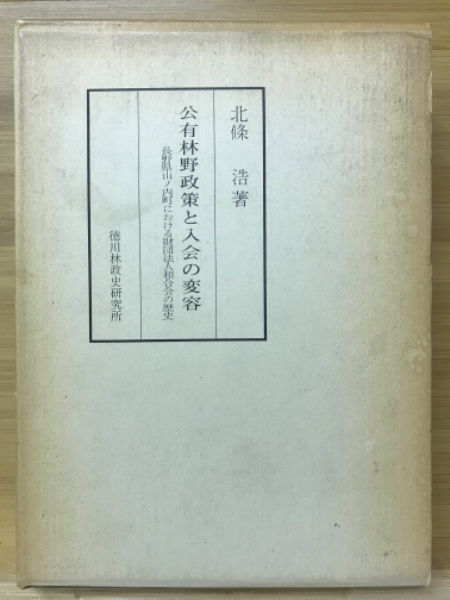 北條 浩 著
公有林野政策と入会の変容
長野県山ノ内町における財団法人和合会の歴史
徳川林政史研究所